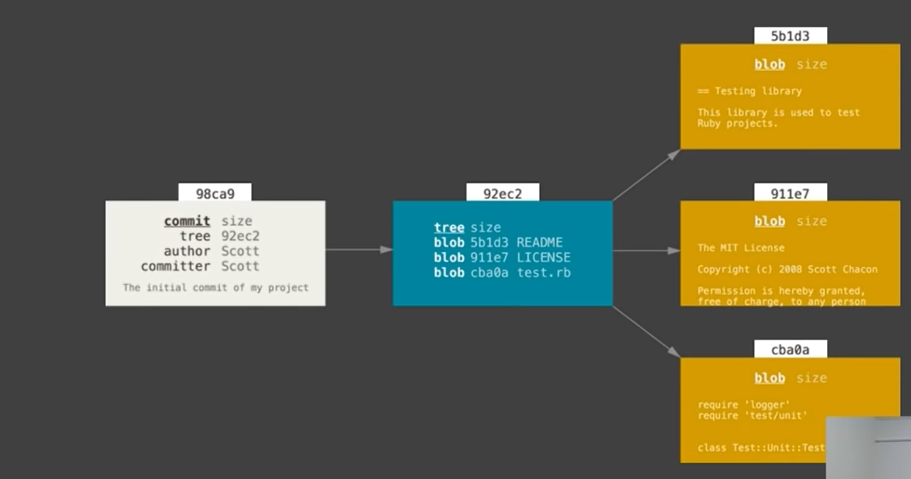 98ca9
commit size
tree 92ec2
author Scott
committer Scott
The initial commit of my project
92ec2
tree size
blob 5b1d3 README
blob 911e7 LICENSE
blob cba0a test.rb
5b1d3
blob size
== Testing library
This library is used to test
Ruby projects.
911e7
blob size
The MIT License
Copyright (c) 2008 Scott Chacon
Permission is hereby granted,
free of charge, to any person
cba0a
blob size
require 'logger'
require 'test/unit'
class Test::Unit::Test